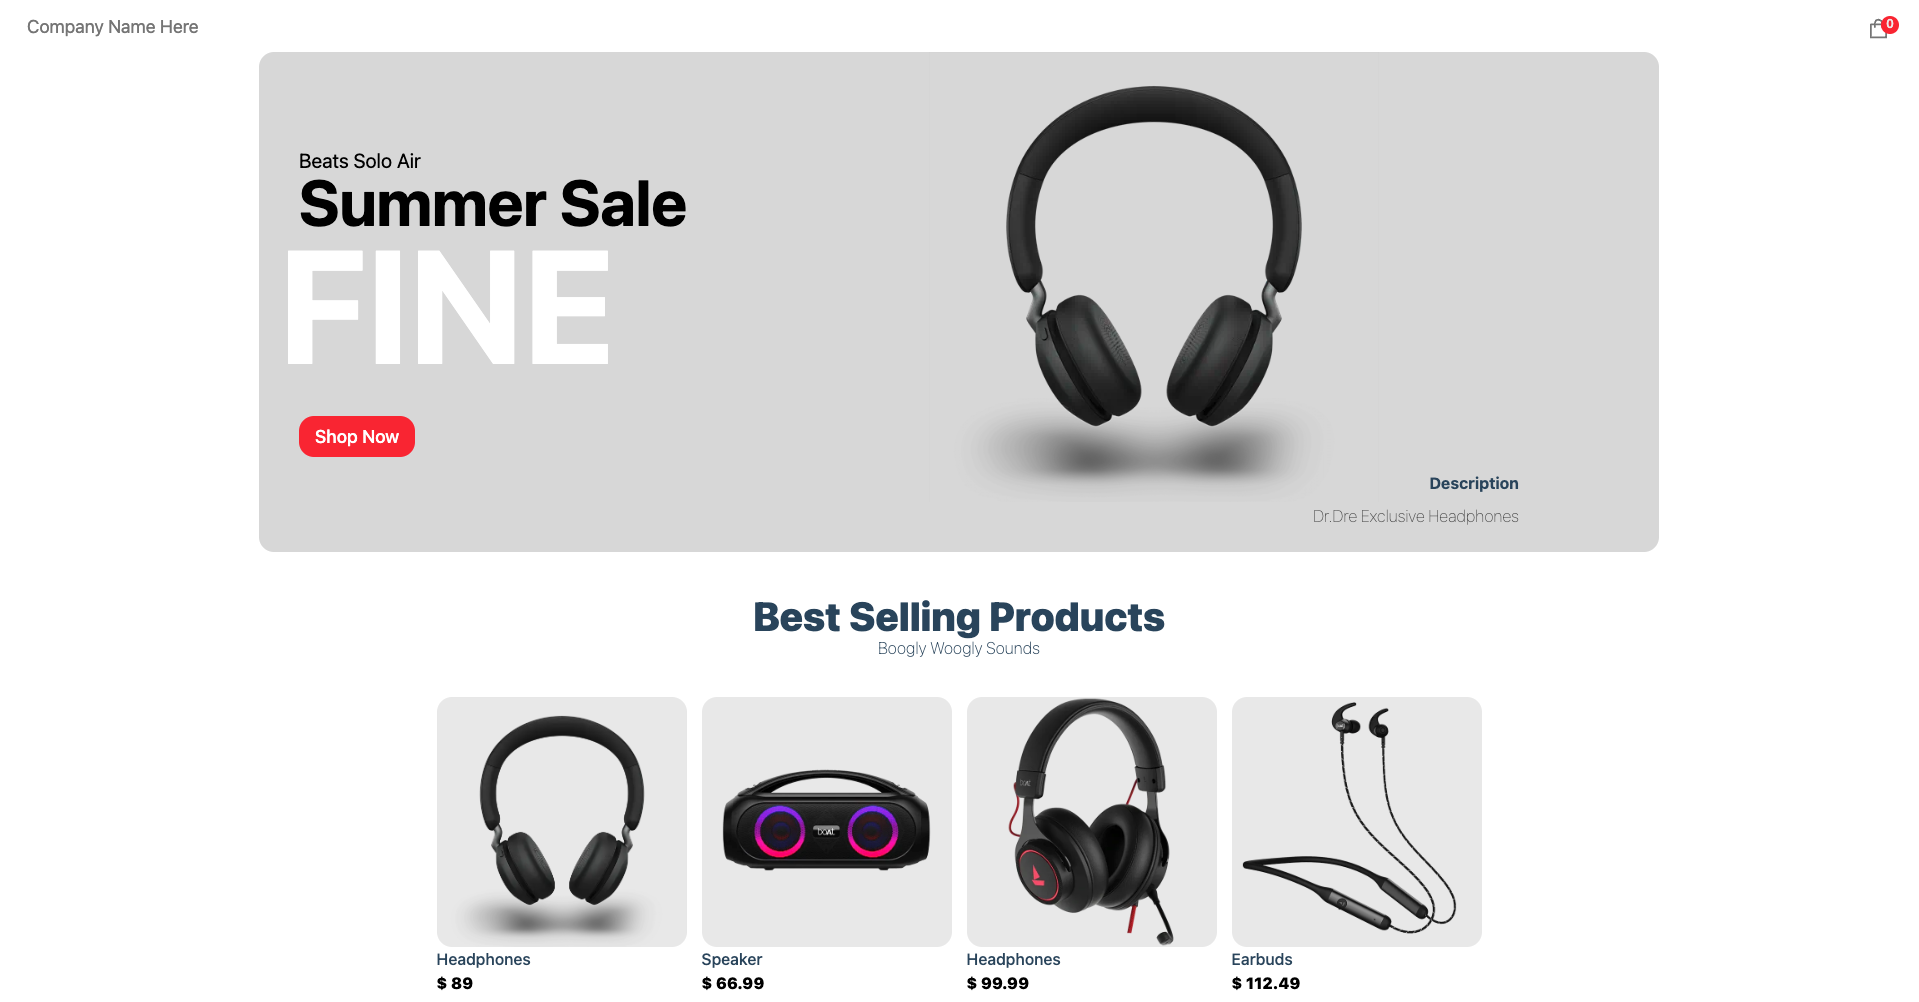 Company Name Here
0
Beats Solo Air
Summer Sale
FINE
Shop Now
Description
Dr.Dre Exclusive Headphones
Best Selling Products
Boogly Woogly Sounds
Headphones
$ 89
Speaker
$ 66.99
Headphones
$ 99.99
Earbuds
$ 112.49